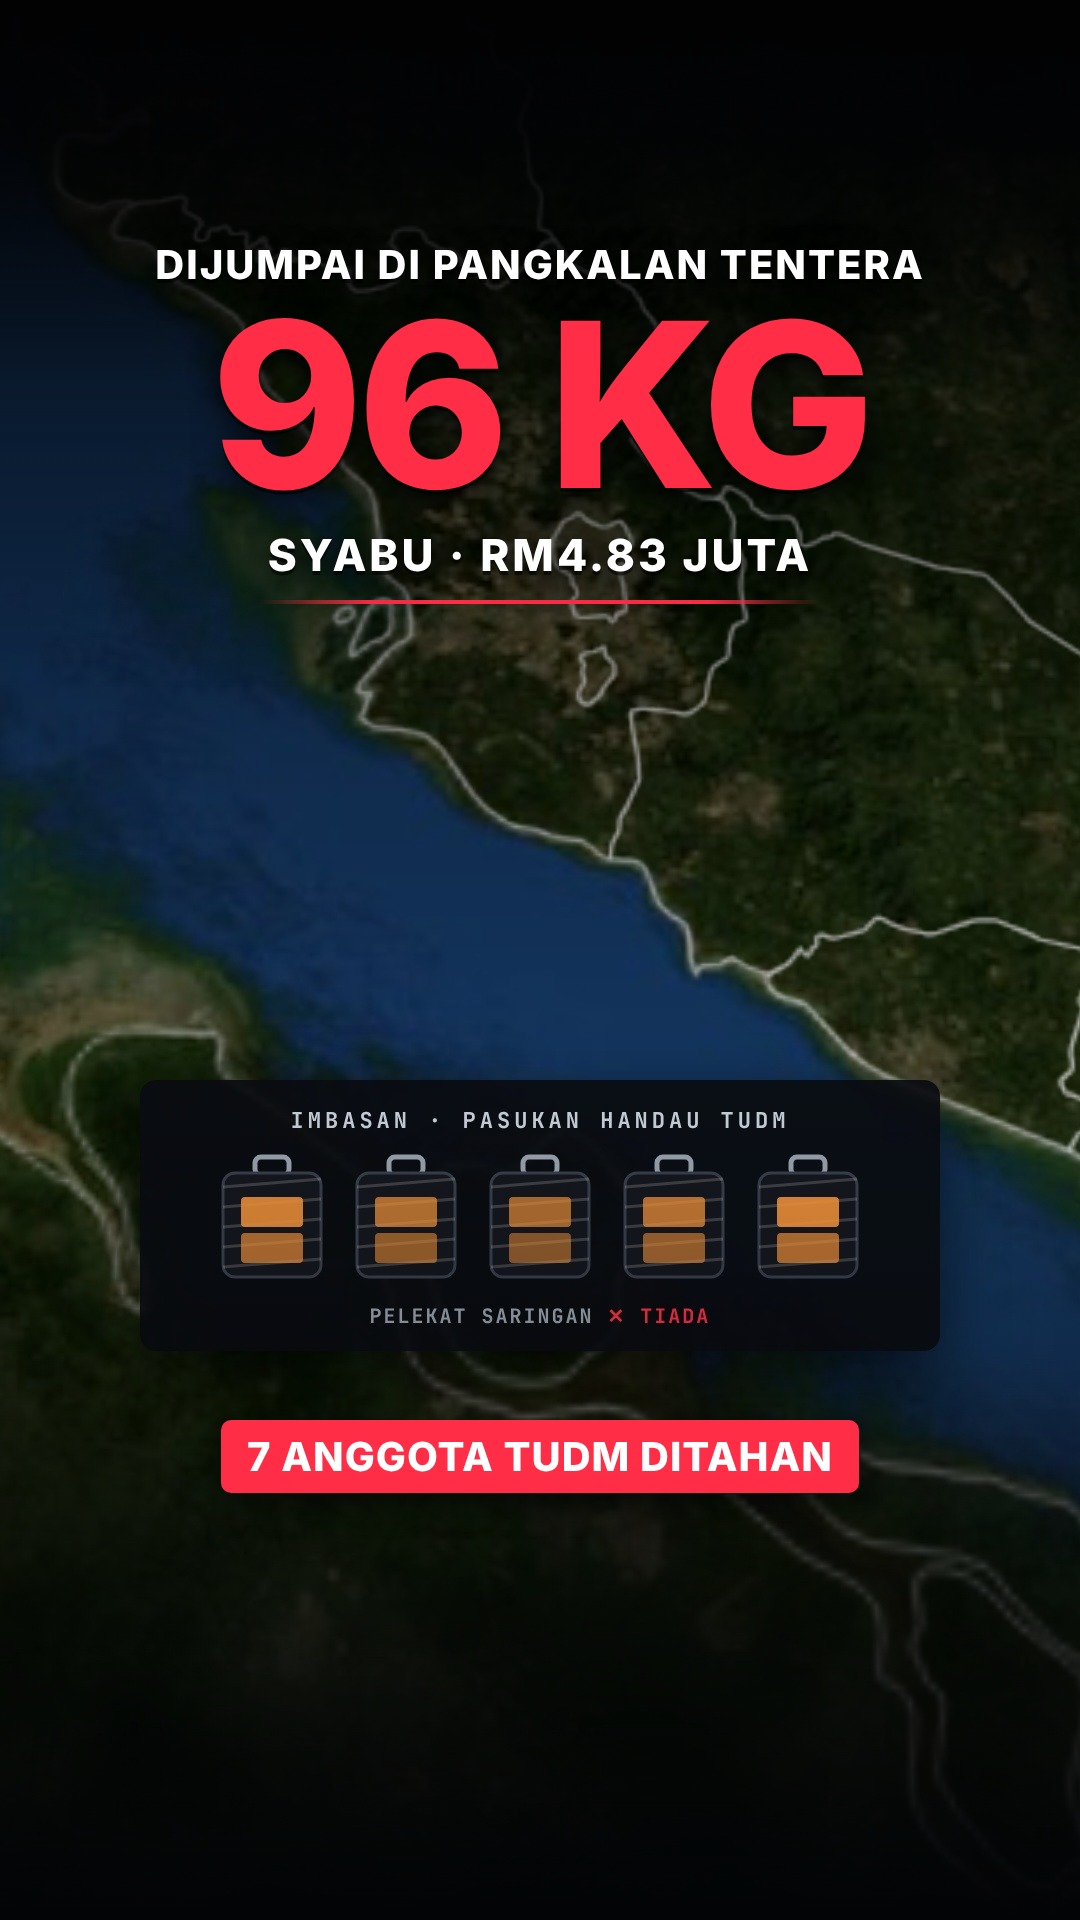 DIJUMPAI DI PANGKALAN TENTERA
96 KG
SYABU · RM4.83 JUTA
IMBASAN · PASUKAN HANDAU TUDM
PELEKAT SARINGAN × TIADA
7 ANGGOTA TUDM DITAHAN